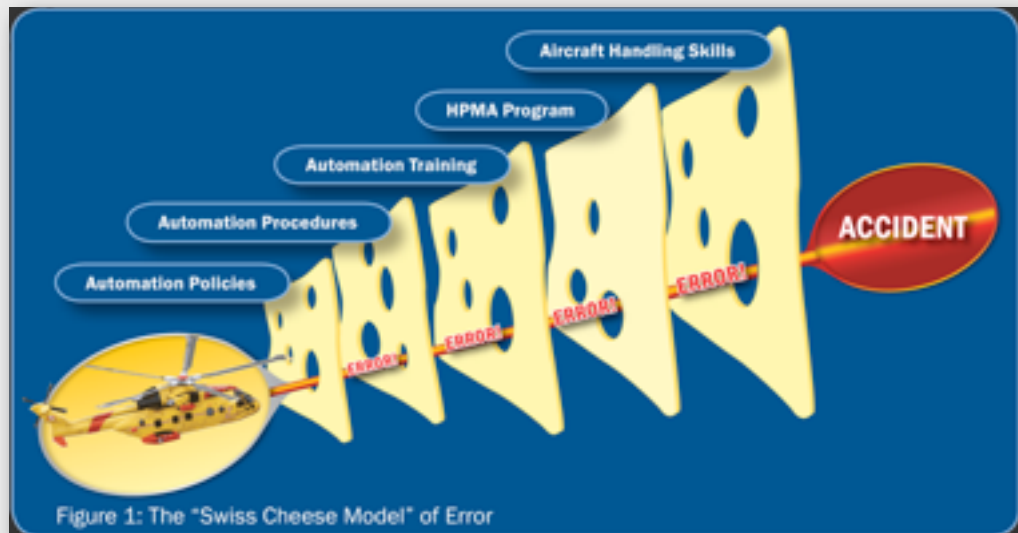 Aircraft Handling Skills
HPMA Program
Automation Training
Automation Procedures
Automation Policies
ERROR!
ERROR!
ERROR!
ERROR!
ACCIDENT
Figure 1: The "Swiss Cheese Model" of Error